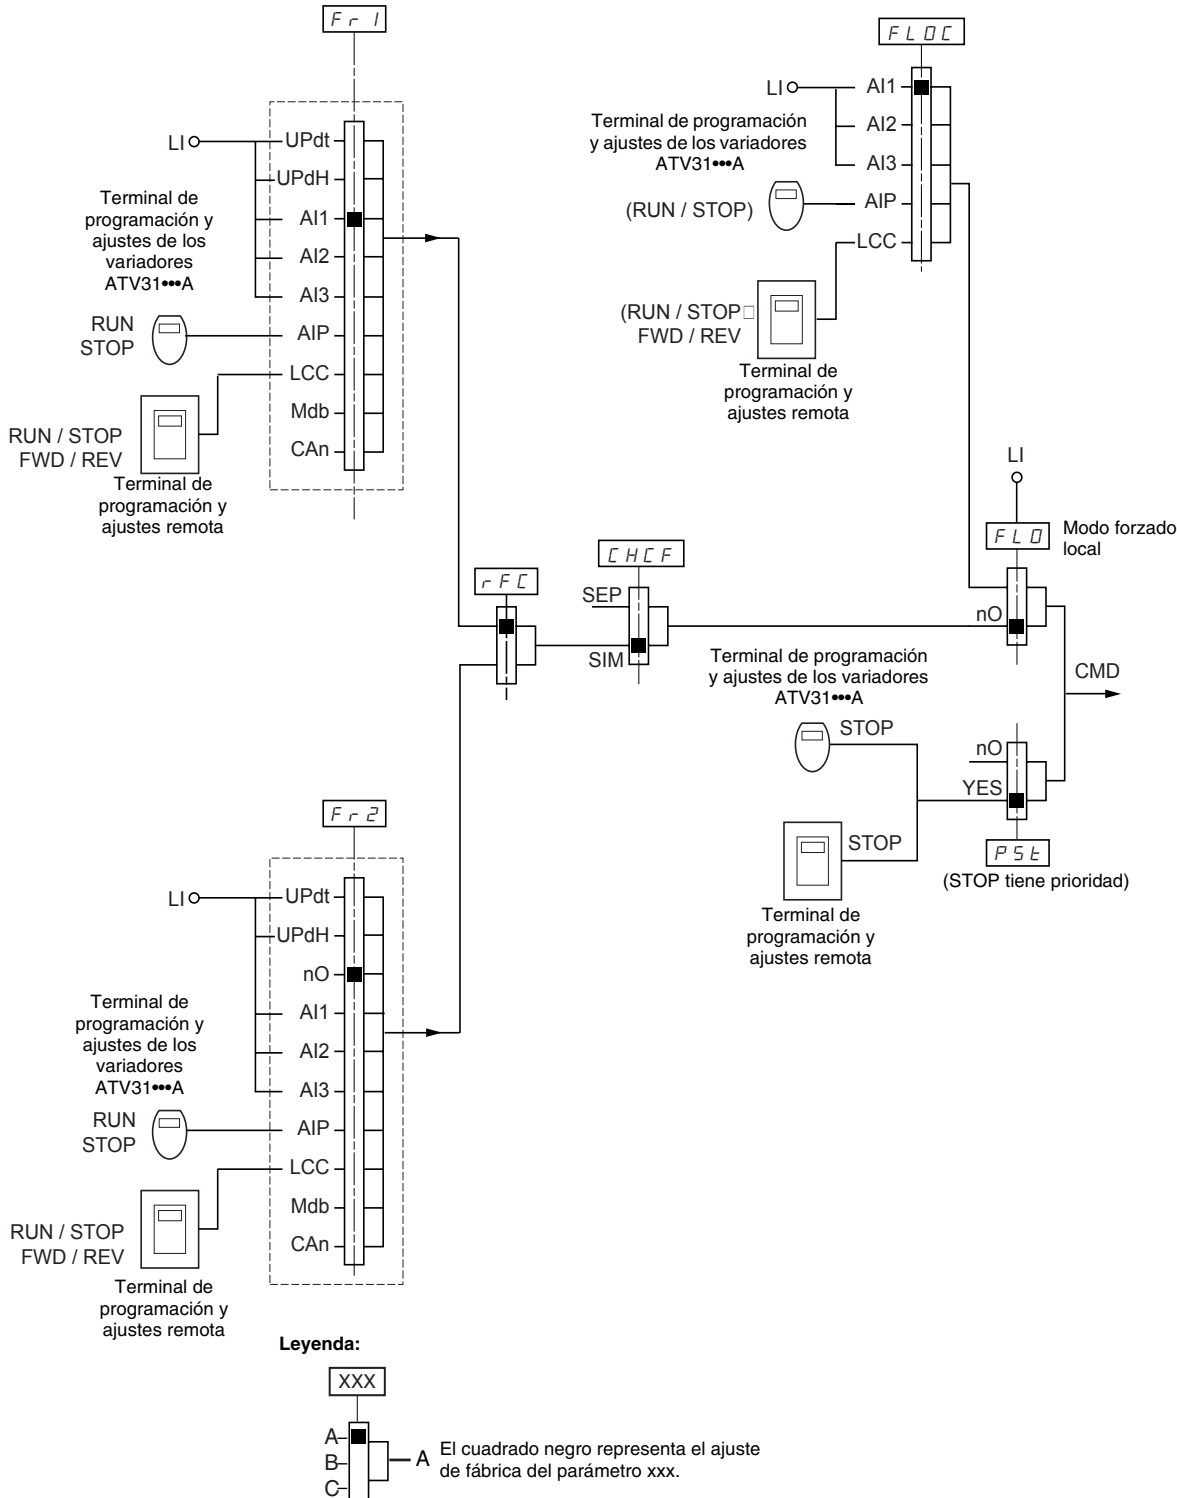 Fr1
LI
UPdt
UPdH
AI1
AI2
AI3
AIP
LCC
Mdb
CAn
Terminal de
programación y
ajustes de los
variadores
ATV31•••A
RUN
STOP
RUN / STOP
FWD / REV
Terminal de
programación y
ajustes remota
FLOC
LI
AI1
AI2
AI3
AIP
LCC
Terminal de programación
y ajustes de los variadores
ATV31•••A
(RUN / STOP)
(RUN / STOP□
FWD / REV
Terminal de
programación y
ajustes remota
LI
FLO
Modo forzado
local
nO
rFC
CHCF
SEP
SIM
Terminal de programación
y ajustes de los variadores
ATV31•••A
STOP
STOP
Terminal de
programación y
ajustes remota
nO
YES
PSt
(STOP tiene prioridad)
CMD
Fr2
LI
UPdt
UPdH
nO
AI1
AI2
AI3
AIP
LCC
Mdb
CAn
Terminal de
programación y
ajustes de los
variadores
ATV31•••A
RUN
STOP
RUN / STOP
FWD / REV
Terminal de
programación y
ajustes remota
Leyenda:
XXX
A
B
C
A
El cuadrado negro representa el ajuste
de fábrica del parámetro xxx.